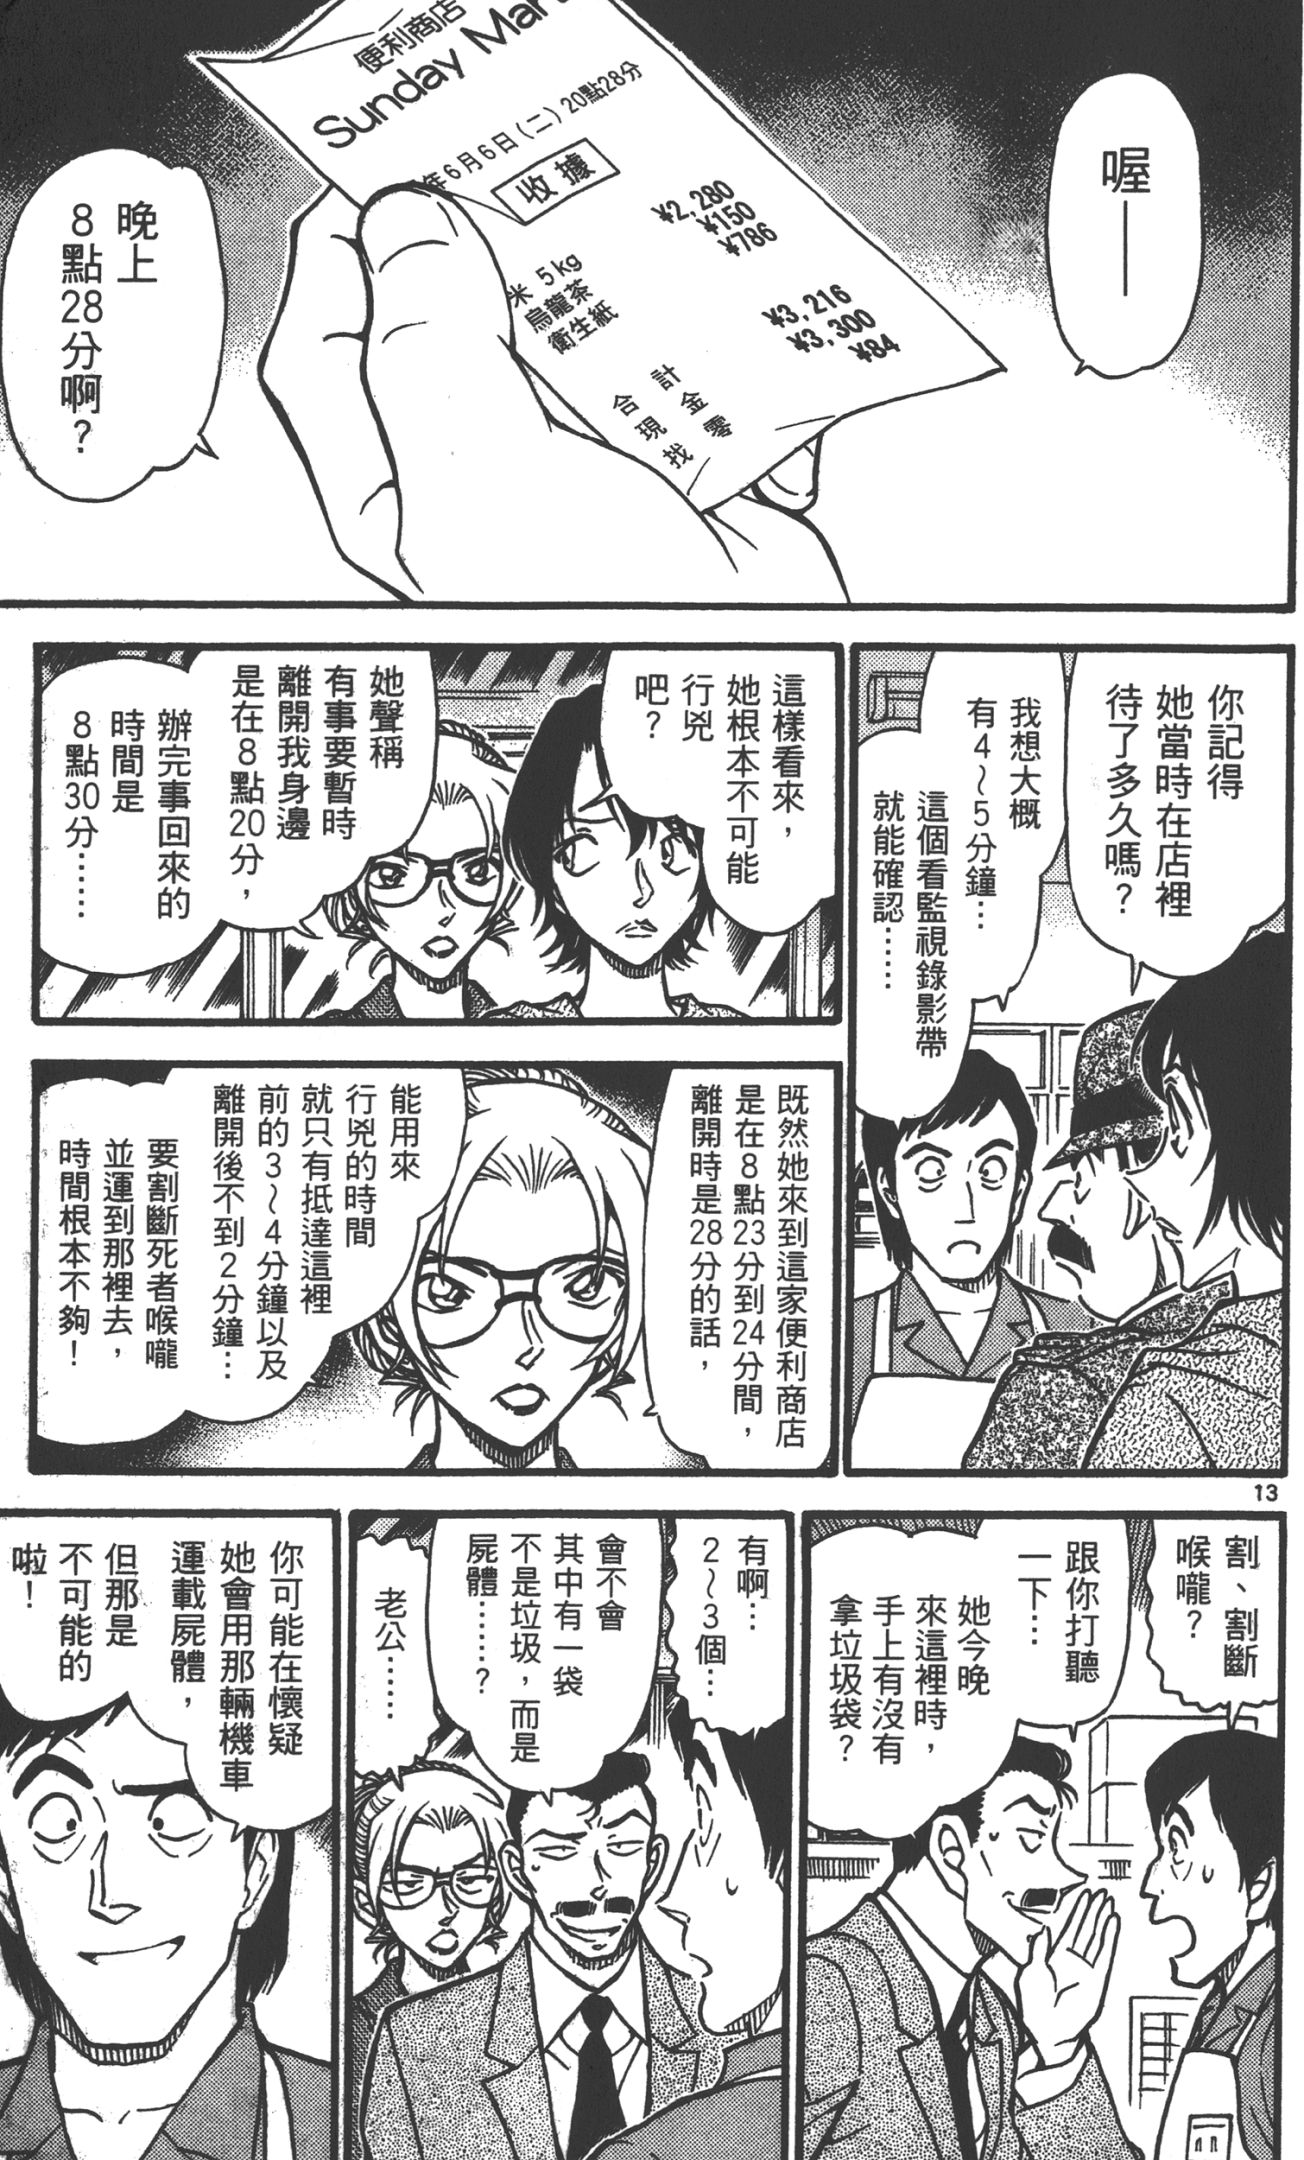 喔——
便利商店
Sunday Mar
年6月6日(二)20點28分
收據
¥2,280
¥150
¥786
米 5kg
烏龍茶
衛生紙
¥3,216
¥3,300
¥84
合計
現金
找零
晚上
8點28分啊?
你記得
她當時在店裡
待了多久嗎?
我想大概
有4~5分鐘…
這個看監視錄影帶
就能確認……
這樣看來,
她根本不可能
行兇
吧?
她聲稱
有事要暫時
離開我身邊
是在8點20分,
辦完事回來的
時間是
8點30分……
既然她來到這家便利商店
是在8點23分到24分間,
離開時是28分的話,
能用來
行兇的時間
就只有抵達這裡
前的3~4分鐘以及
離開後不到2分鐘…
要割斷死者喉嚨
並運到那裡去,
時間根本不夠!
13
割、割斷
喉嚨?
跟你打聽
一下…
她今晚
來這裡時,
手上有沒有
拿垃圾袋?
有啊…
2~3個…
會不會
其中有一袋
不是垃圾,而是
屍體……?
老公……
你可能在懷疑
她會用那輛機車
運載屍體,
但那是
不可能的
啦!